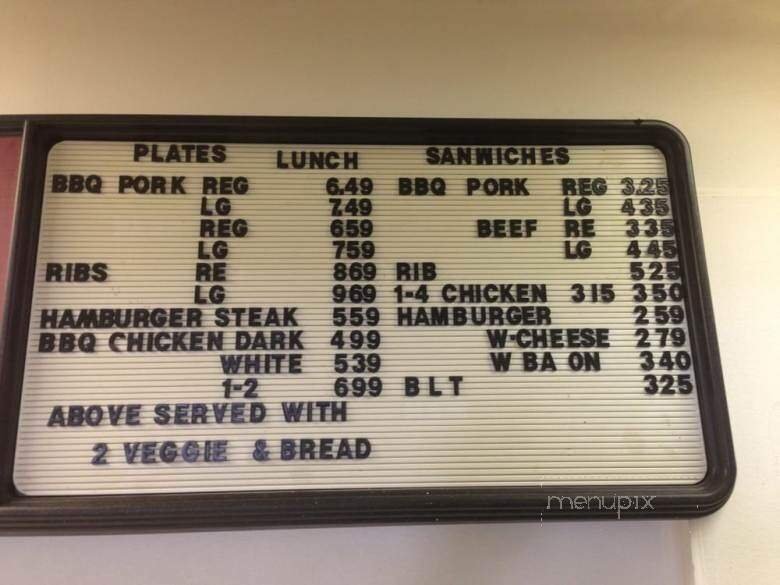 PLATES LUNCH SANWICHES
BBQ PORK REG 6.49 BBQ PORK REG 3.25
LG 7.49 LG 435
REG 659 BEEF RE 335
LG 759 LG 445
RIBS RE 869 RIB 525
LG 969 1-4 CHICKEN 315 350
HAMBURGER STEAK 559 HAMBURGER 259
BBQ CHICKEN DARK 499 W-CHEESE 279
WHITE 539 W BA ON 340
1-2 699 BLT 325
ABOVE SERVED WITH
2 VEGGIE & BREAD
menupix